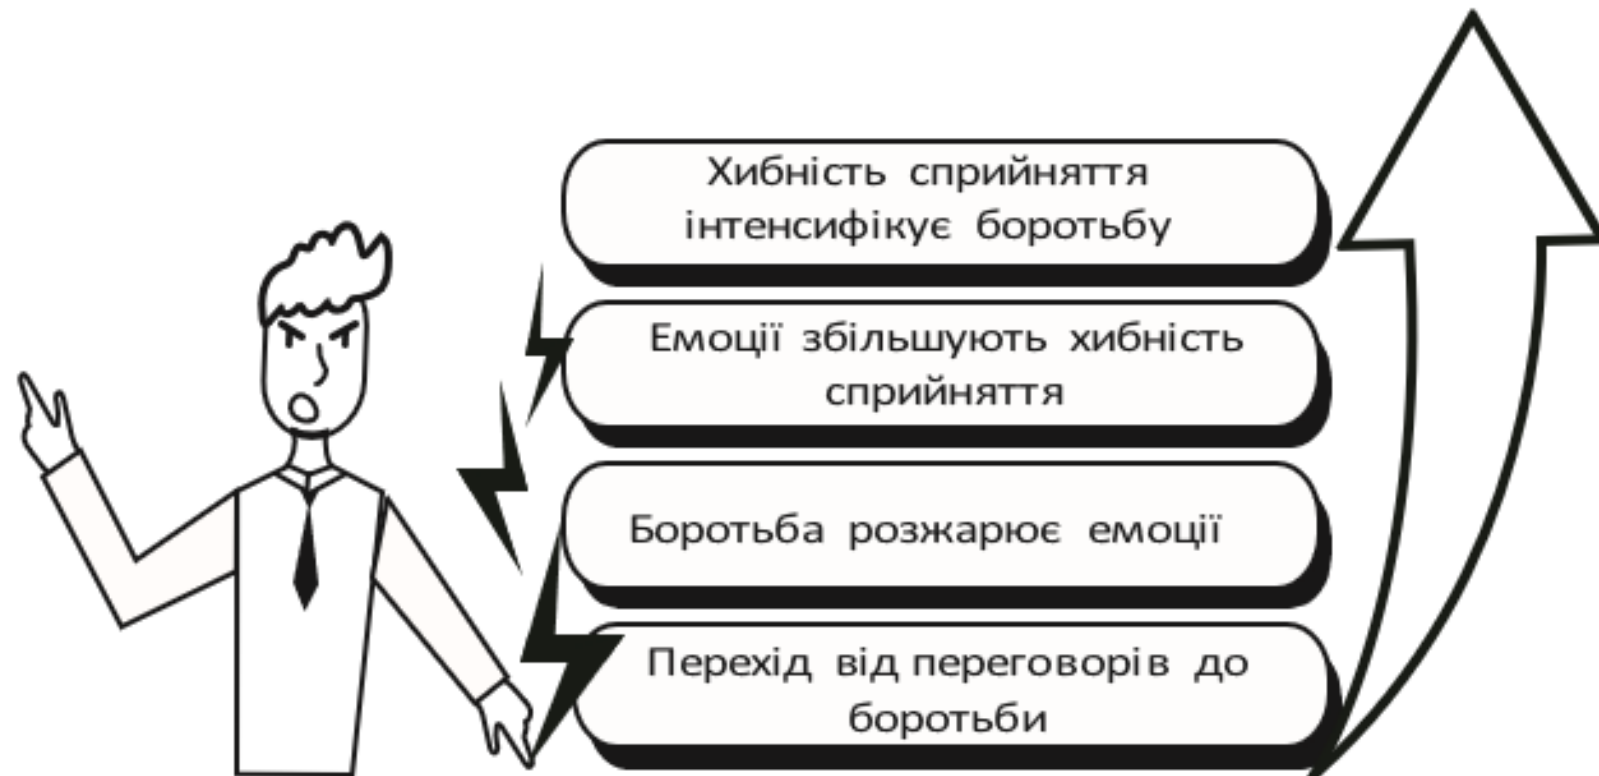 Хибність сприйняття
інтенсифікує боротьбу
Емоції збільшують хибність
сприйняття
Боротьба розжарює емоції
Перехід від переговорів до
боротьби